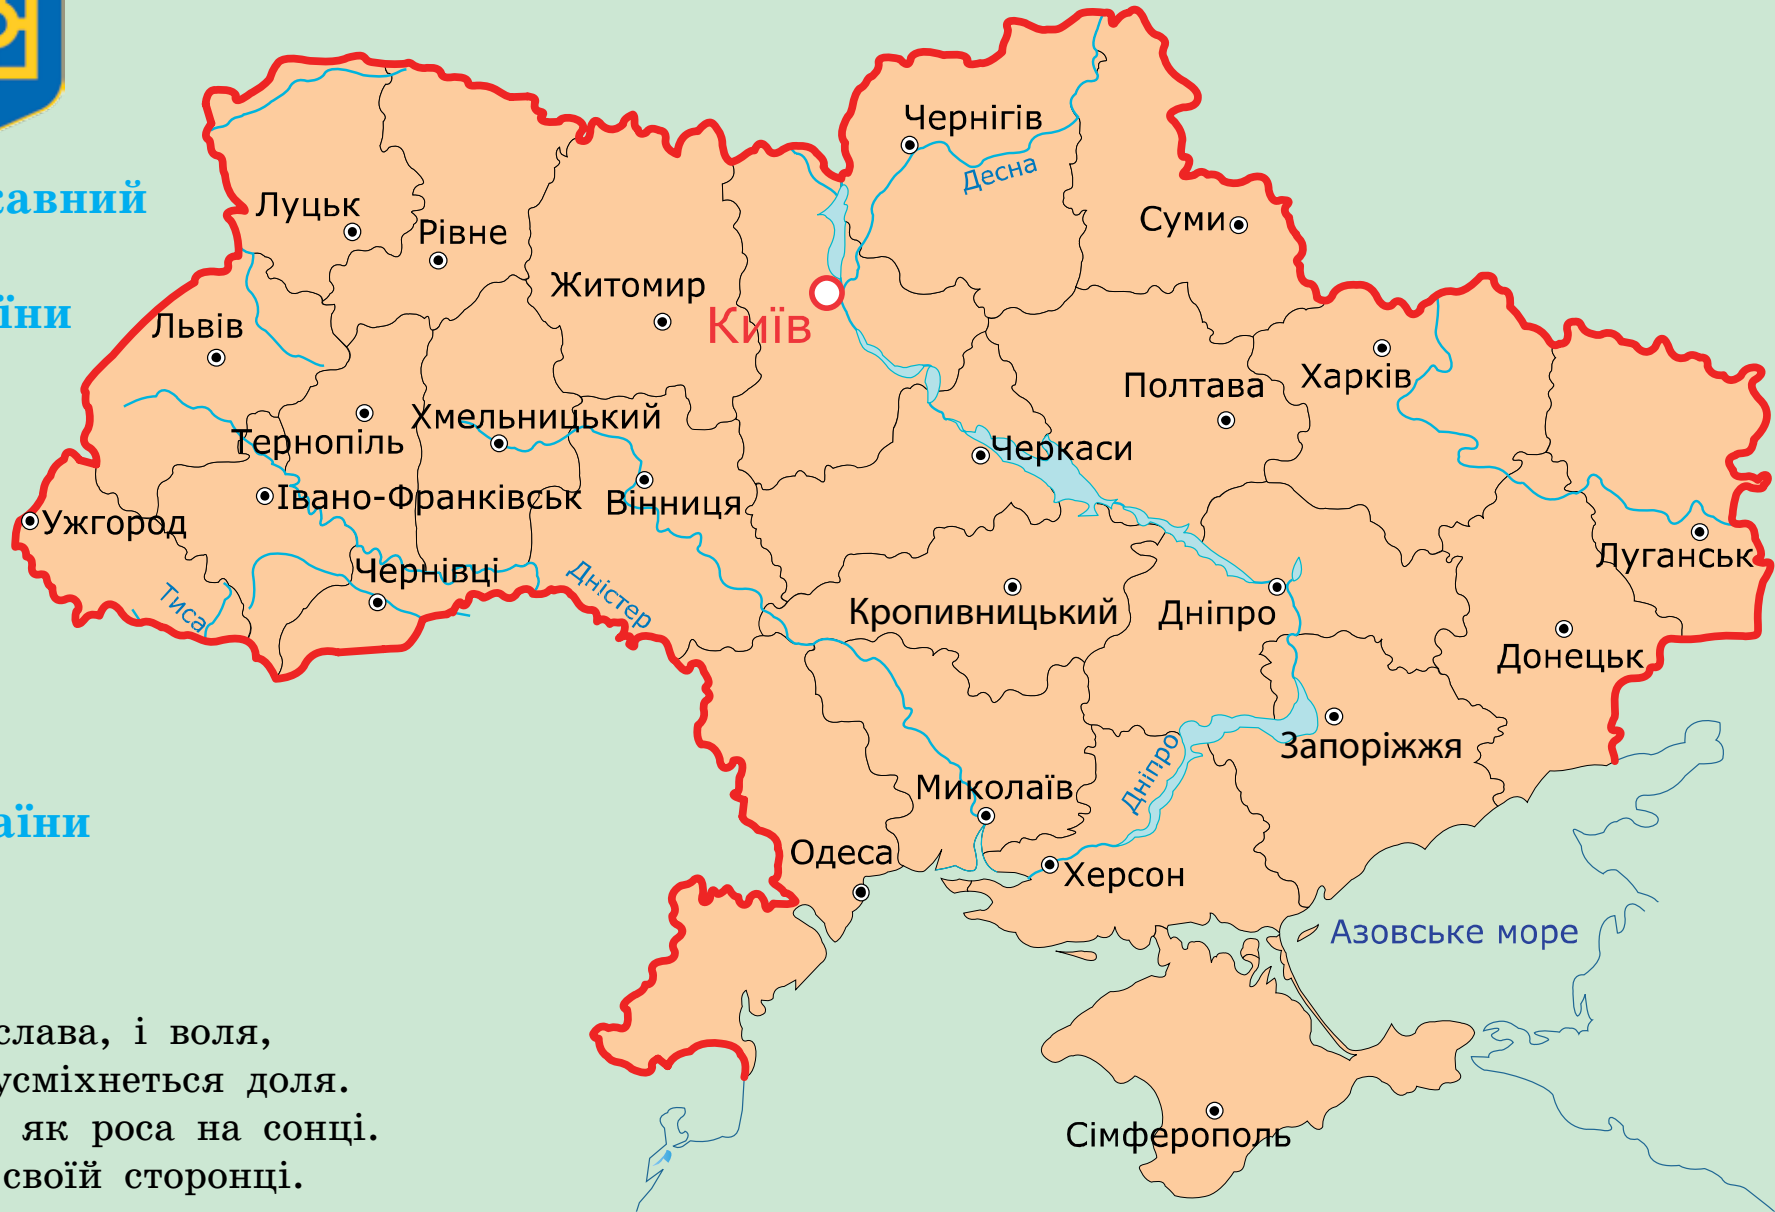 Чернігів
Десна
Луцьк
Рівне
Суми
Житомир
Київ
Львів
Полтава
Харків
Хмельницький
Тернопіль
Черкаси
Івано-Франківськ
Вінниця
Ужгород
Луганськ
Чернівці
Дністер
Тиса
Кропивницький
Дніпро
Донецьк
Запоріжжя
Дніпро
Миколаїв
Одеса
Херсон
Азовське море
Сімферополь
слава, і воля,
усміхнеться доля.
як роса на сонці.
своїй сторонці.